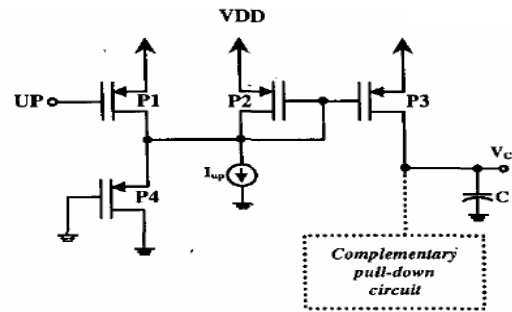 VDD
UP
P1
P2
P3
Iup
VC
C
P4
Complementary
pull-down
circuit